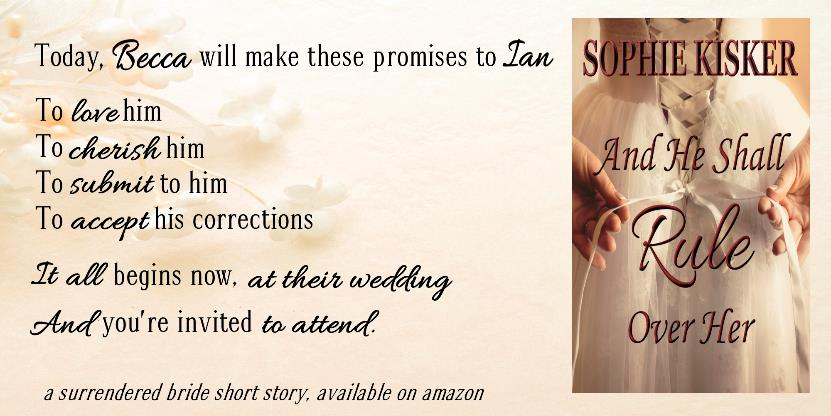 Today, Becca will make these promises to Ian
To love him
To cherish him
To submit to him
To accept his corrections
It all begins now, at their wedding
And you're invited to attend.
a surrendered bride short story, available on amazon
SOPHIE KISKER
And He Shall
Rule
Over Her